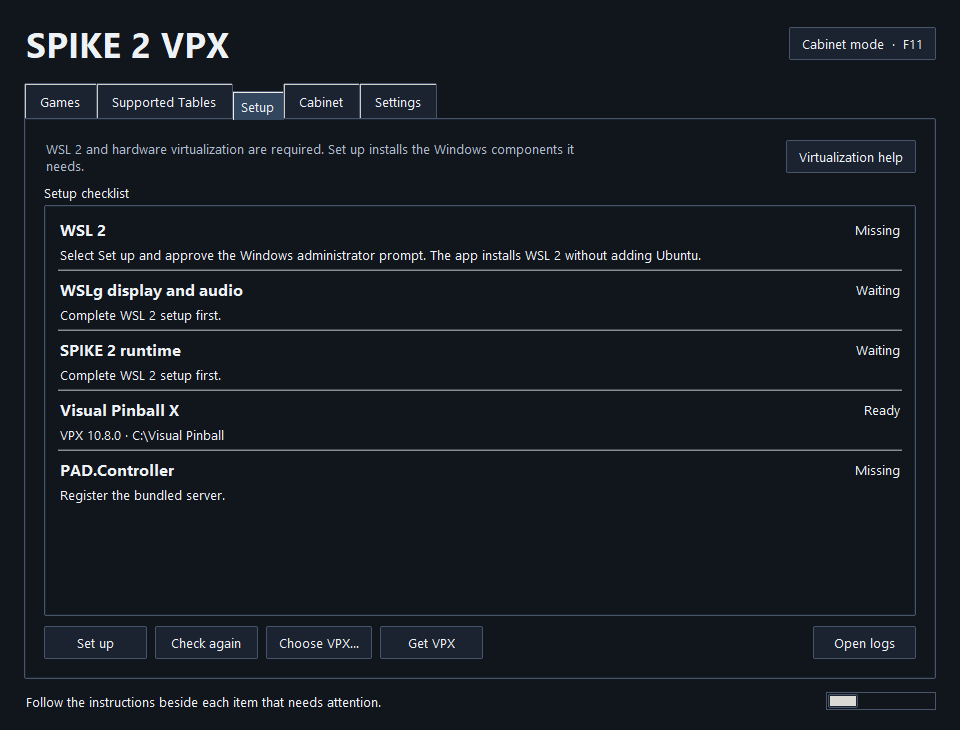 SPIKE 2 VPX
Cabinet mode · F11
Games
Supported Tables
Setup
Cabinet
Settings
WSL 2 and hardware virtualization are required. Set up installs the Windows components it
needs.
Virtualization help
Setup checklist
WSL 2
Missing
Select Set up and approve the Windows administrator prompt. The app installs WSL 2 without adding Ubuntu.
WSLg display and audio
Waiting
Complete WSL 2 setup first.
SPIKE 2 runtime
Waiting
Complete WSL 2 setup first.
Visual Pinball X
Ready
VPX 10.8.0 · C:\Visual Pinball
PAD.Controller
Missing
Register the bundled server.
Set up
Check again
Choose VPX...
Get VPX
Open logs
Follow the instructions beside each item that needs attention.